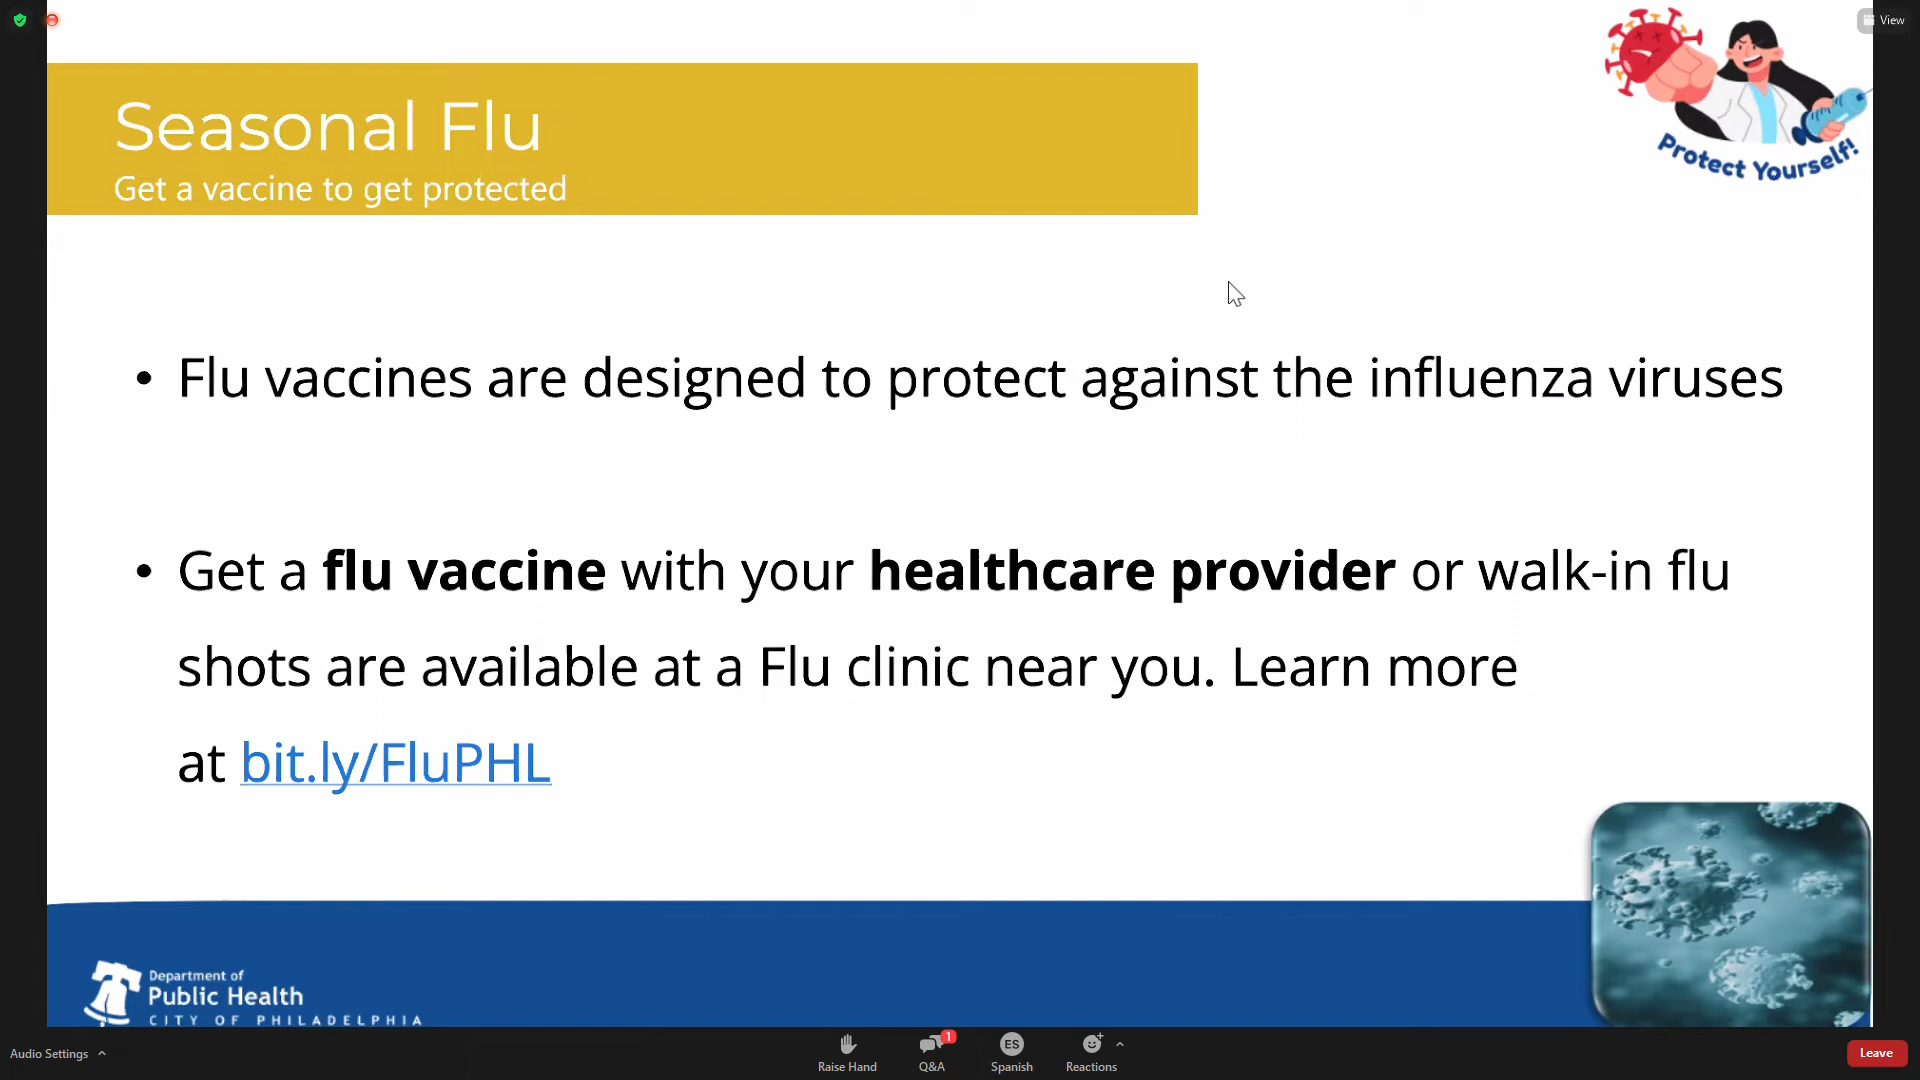 View
Protect Yourself!
Seasonal Flu
Get a vaccine to get protected
• Flu vaccines are designed to protect against the influenza viruses
• Get a flu vaccine with your healthcare provider or walk-in flu
shots are available at a Flu clinic near you. Learn more
at bit.ly/FluPHL
Department of
Public Health
CITY OF PHILADELPHIA
Audio Settings
Raise Hand
1
Q&A
ES
Spanish
Reactions
Leave